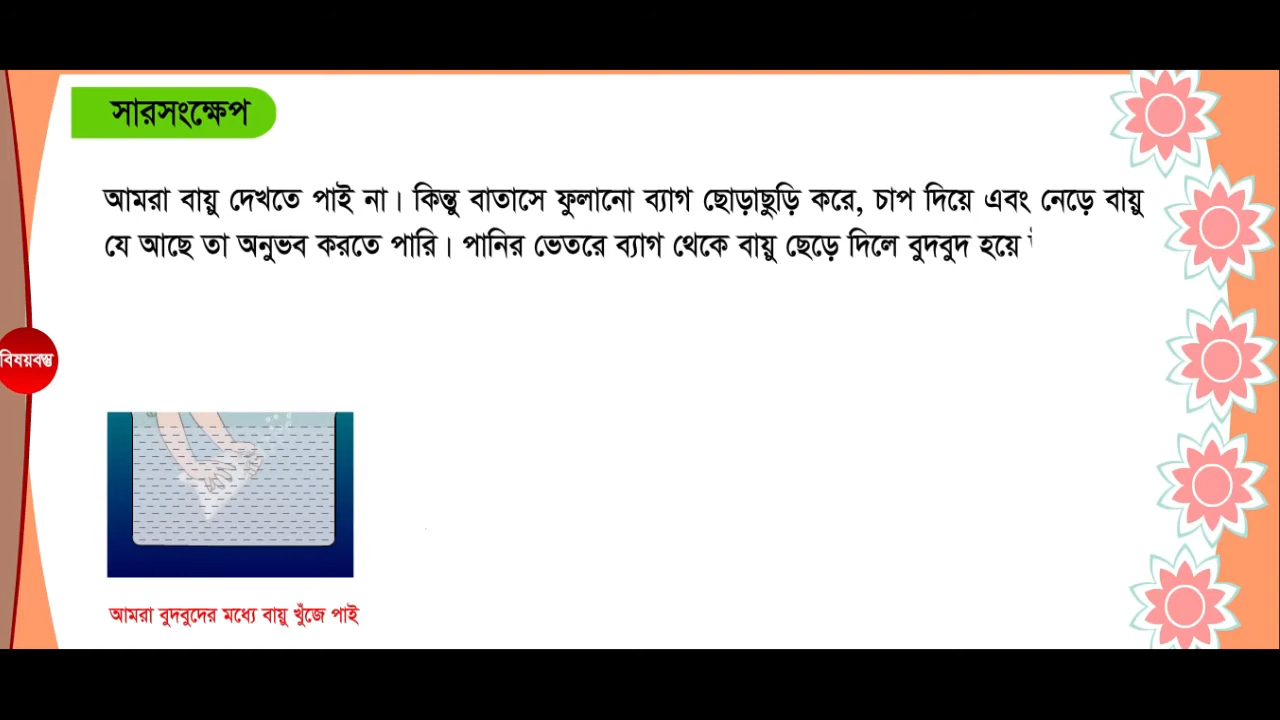 সারসংক্ষেপ
আমরা বায়ু দেখতে পাই না। কিন্তু বাতাসে ফুলানো ব্যাগ ছোড়াছুড়ি করে, চাপ দিয়ে এবং নেড়ে বায়ু
যে আছে তা অনুভব করতে পারি। পানির ভেতরে ব্যাগ থেকে বায়ু ছেড়ে দিলে বুদবুদ হয়ে
বিষয়বস্তু
আমরা বুদবুদের মধ্যে বায়ু খুঁজে পাই